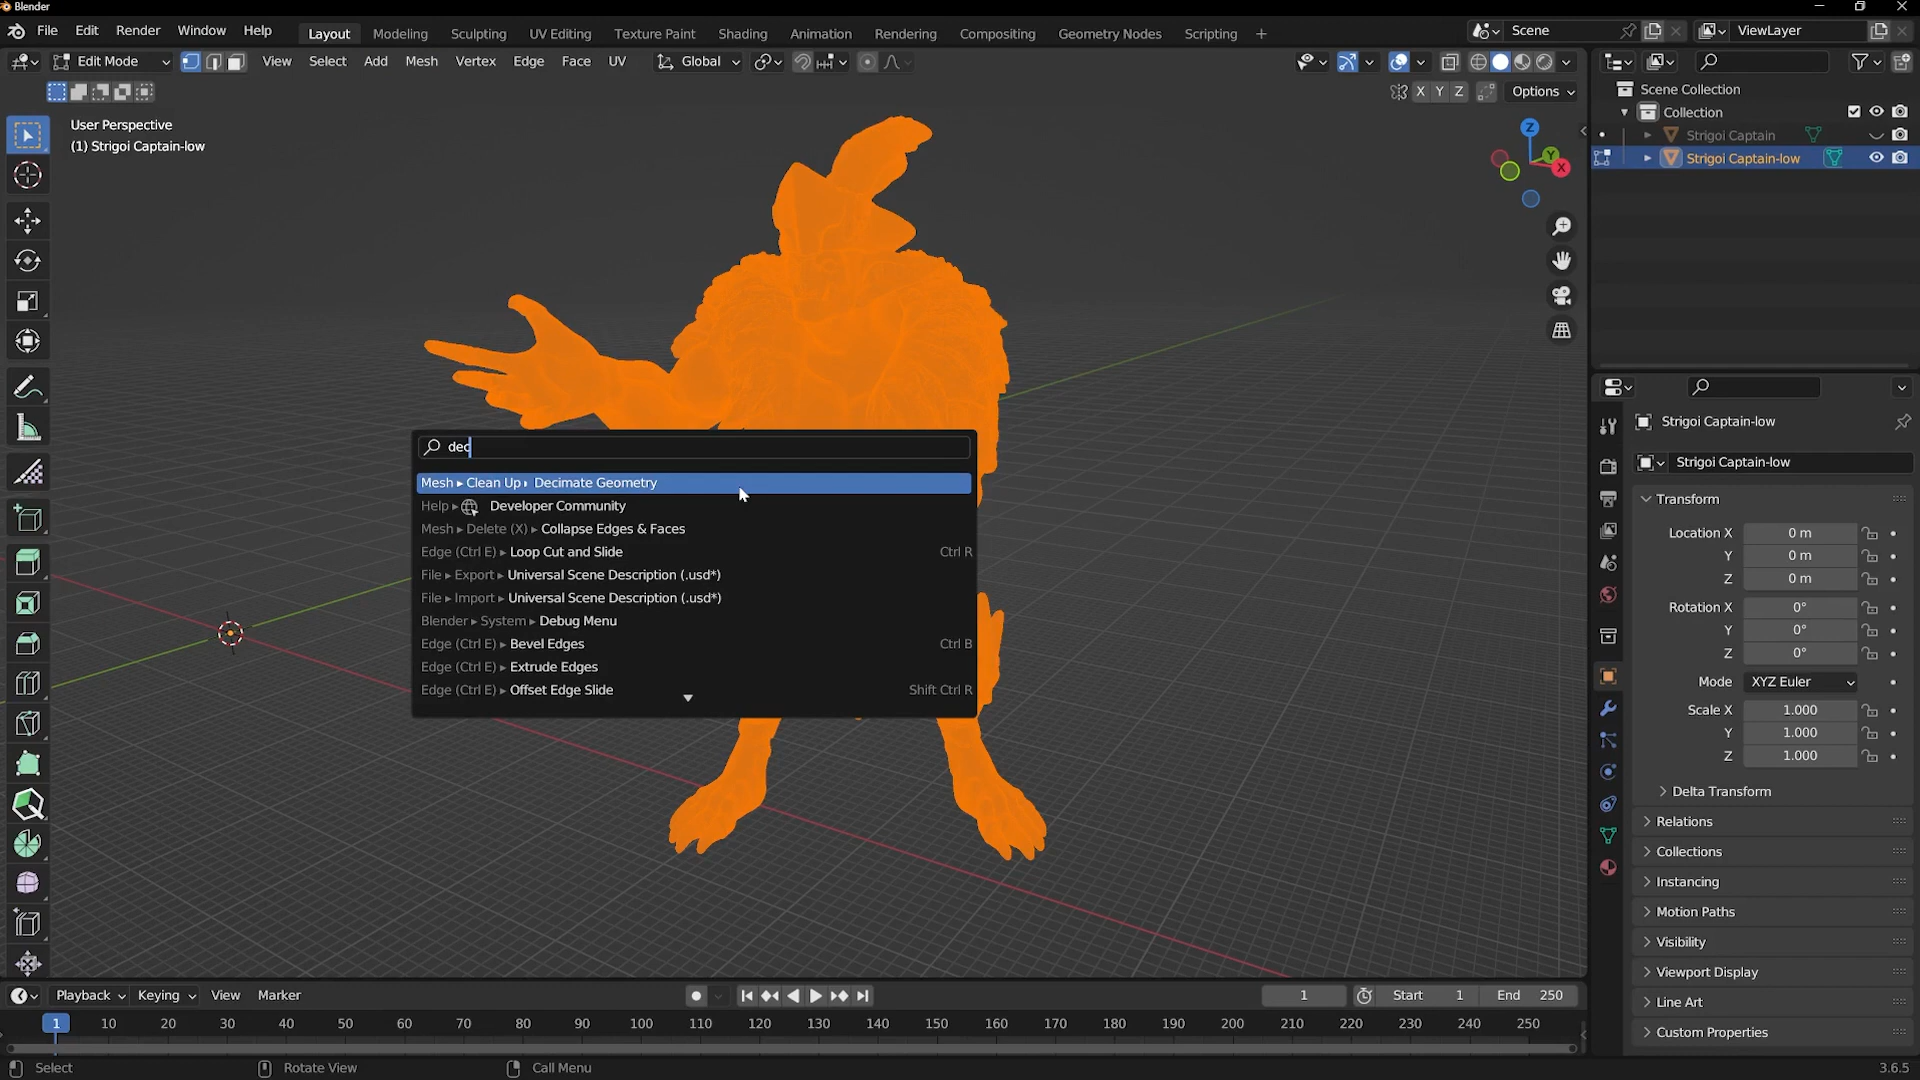 Blender
File Edit Render Window Help Layout Modeling Sculpting UV Editing Texture Paint Shading Animation Rendering Compositing Geometry Nodes Scripting + Scene ViewLayer
Edit Mode View Select Add Mesh Vertex Edge Face UV Global
X Y Z Options
User Perspective
(1) Strigoi Captain-low
Z
Y
X
Scene Collection
Collection
Strigoi Captain
Strigoi Captain-low
dec
Mesh ▸ Clean Up ▸ Decimate Geometry
Help ▸ Developer Community
Mesh ▸ Delete (X) ▸ Collapse Edges & Faces
Edge (Ctrl E) ▸ Loop Cut and Slide Ctrl R
File ▸ Export ▸ Universal Scene Description (.usd*)
File ▸ Import ▸ Universal Scene Description (.usd*)
Blender ▸ System ▸ Debug Menu
Edge (Ctrl E) ▸ Bevel Edges Ctrl B
Edge (Ctrl E) ▸ Extrude Edges
Edge (Ctrl E) ▸ Offset Edge Slide Shift Ctrl R
Strigoi Captain-low
Strigoi Captain-low
Transform
Location X 0 m
Y 0 m
Z 0 m
Rotation X 0°
Y 0°
Z 0°
Mode XYZ Euler
Scale X 1.000
Y 1.000
Z 1.000
Delta Transform
Relations
Collections
Instancing
Motion Paths
Visibility
Viewport Display
Line Art
Custom Properties
Playback Keying View Marker 1 Start 1 End 250
1 10 20 30 40 50 60 70 80 90 100 110 120 130 140 150 160 170 180 190 200 210 220 230 240 250
Select Rotate View Call Menu 3.6.5